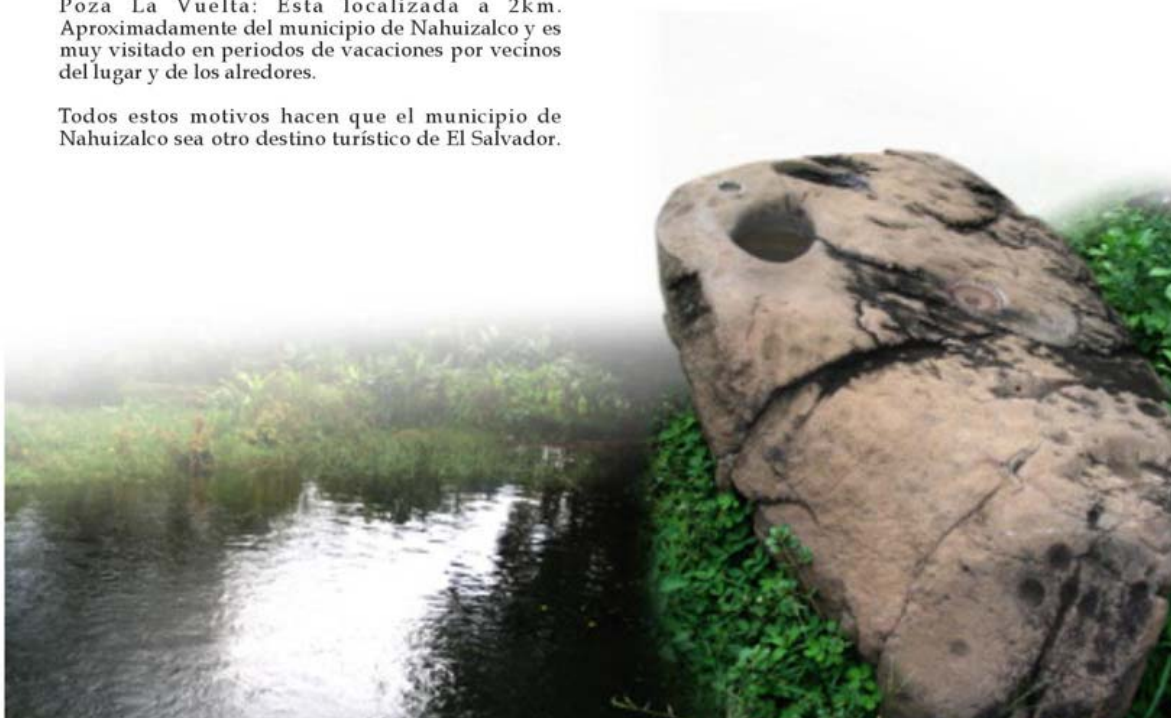 Poza La Vuelta: Esta localizada a 2km.
Aproximadamente del municipio de Nahuizalco y es
muy visitado en periodos de vacaciones por vecinos
del lugar y de los alredores.
Todos estos motivos hacen que el municipio de
Nahuizalco sea otro destino turístico de El Salvador.